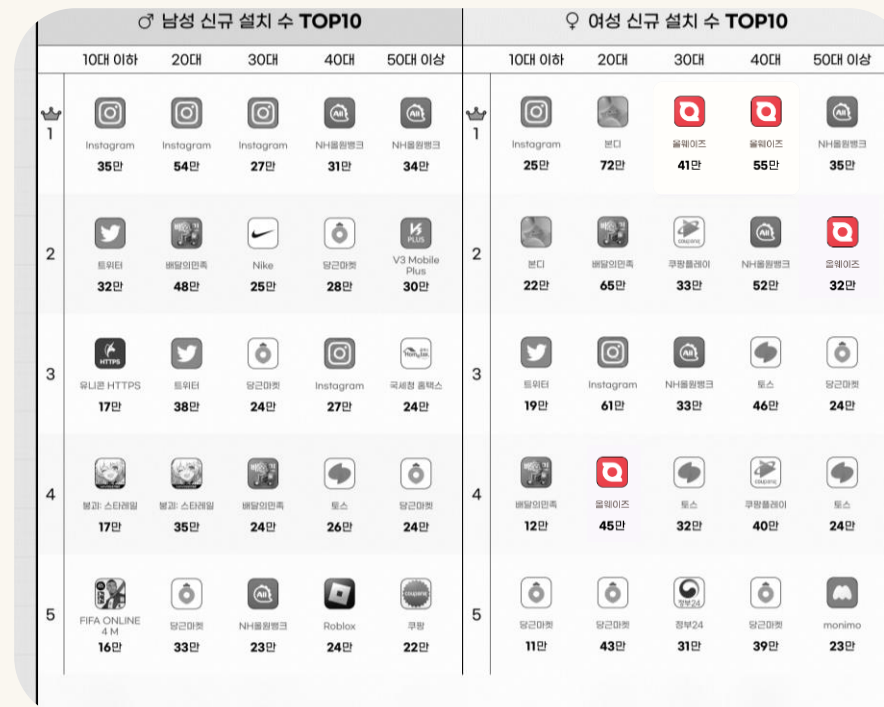 ♂ 남성 신규 설치 수 TOP10
10대 이하 20대 30대 40대 50대 이상
1
Instagram Instagram Instagram NH올원뱅크 NH올원뱅크
35만 54만 27만 31만 34만
2
트위터 배달의민족 Nike 당근마켓 V3 Mobile
Plus
32만 48만 25만 28만 30만
3
유니콘 HTTPS 트위터 당근마켓 Instagram 국세청 홈택스
17만 38만 24만 27만 24만
4
붕괴: 스타레일 붕괴: 스타레일 배달의민족 토스 당근마켓
17만 35만 24만 26만 24만
5
FIFA ONLINE
4 M 당근마켓 NH올원뱅크 Roblox 쿠팡
16만 33만 23만 24만 22만
♀ 여성 신규 설치 수 TOP10
10대 이하 20대 30대 40대 50대 이상
1
Instagram 본디 올웨이즈 올웨이즈 NH올원뱅크
25만 72만 41만 55만 35만
2
본디 배달의민족 쿠팡플레이 NH올원뱅크 올웨이즈
22만 65만 33만 52만 32만
3
트위터 Instagram NH올원뱅크 토스 당근마켓
19만 61만 33만 46만 24만
4
배달의민족 올웨이즈 토스 쿠팡플레이 토스
12만 45만 32만 40만 24만
5
당근마켓 당근마켓 정부24 당근마켓 monimo
11만 43만 31만 39만 23만